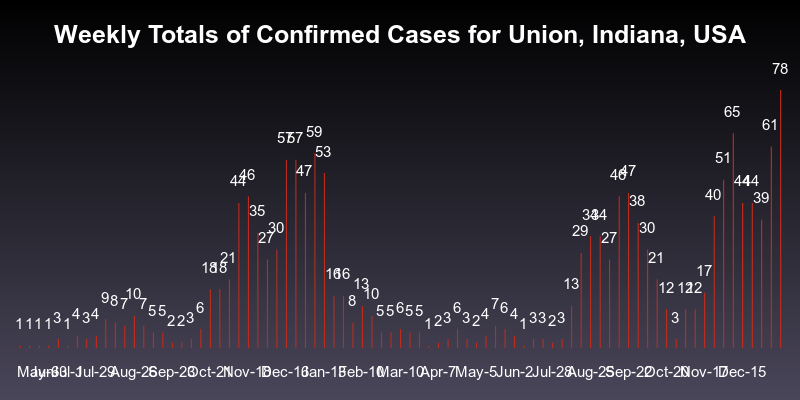 Weekly Totals of Confirmed Cases for Union, Indiana, USA
1 1 1 1 3 1 4 3 4 9 8 7 10 7 5 5 2 2 3 6 18 18 21 44 46 35 27 30 57 57 47 59 53 16 16 8 13 10 5 5 6 5 5 1 2 3 6 3 2 4 7 6 4 1 3 3 2 3 13 29 34 34 27 46 47 38 30 21 12 3 12 12 17 40 51 65 44 44 39 61 78
Jul-1 Jul-29 Aug-26 Sep-23 Oct-21 Nov-18 Dec-16 Jan-13 Feb-10 Mar-10 Apr-7 May-5 Jun-2 Jul-28 Aug-25 Sep-22 Oct-20 Nov-17 Dec-15